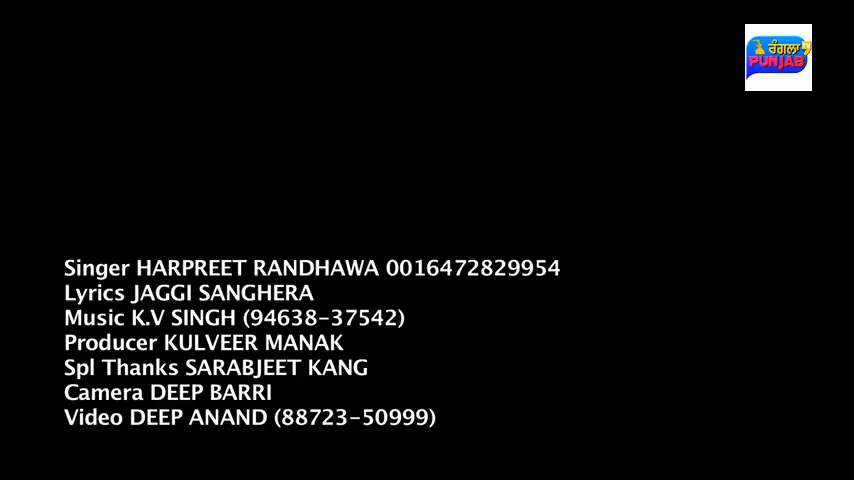 ਰੰਗਲਾ
PUNJAB
Singer HARPREET RANDHAWA 0016472829954
Lyrics JAGGI SANGHERA
Music K.V SINGH (94638-37542)
Producer KULVEER MANAK
Spl Thanks SARABJEET KANG
Camera DEEP BARRI
Video DEEP ANAND (88723-50999)